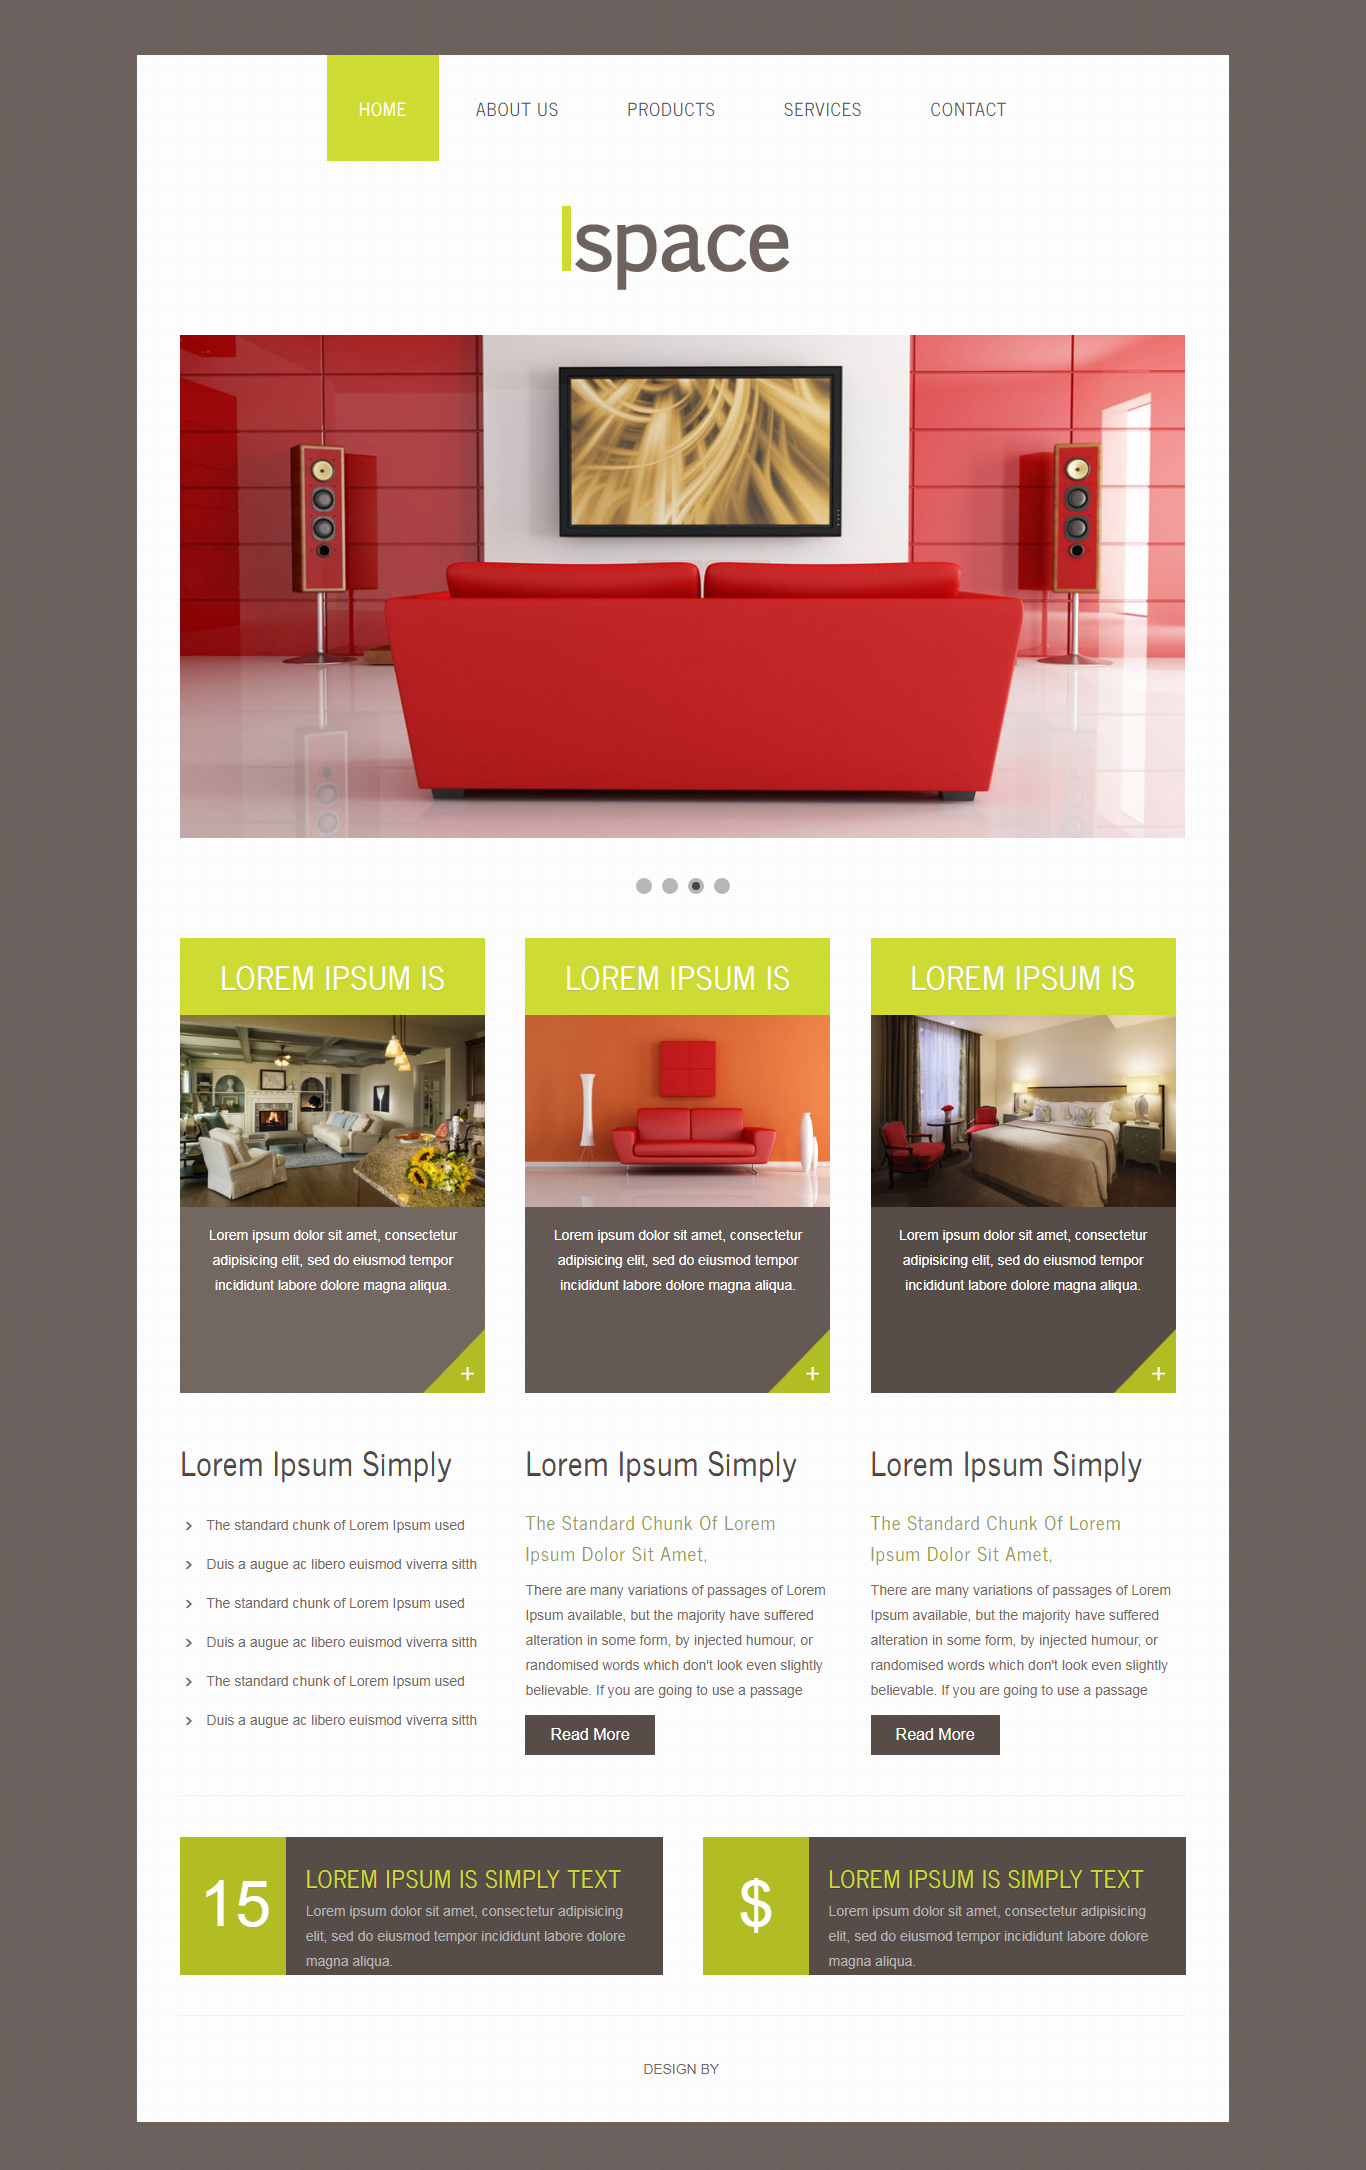 HOME ABOUT US PRODUCTS SERVICES CONTACT
Ispace
LOREM IPSUM IS
Lorem ipsum dolor sit amet, consectetur
adipisicing elit, sed do eiusmod tempor
incididunt labore dolore magna aliqua.
+
LOREM IPSUM IS
Lorem ipsum dolor sit amet, consectetur
adipisicing elit, sed do eiusmod tempor
incididunt labore dolore magna aliqua.
+
LOREM IPSUM IS
Lorem ipsum dolor sit amet, consectetur
adipisicing elit, sed do eiusmod tempor
incididunt labore dolore magna aliqua.
+
Lorem Ipsum Simply
The standard chunk of Lorem Ipsum used
Duis a augue ac libero euismod viverra sitth
The standard chunk of Lorem Ipsum used
Duis a augue ac libero euismod viverra sitth
The standard chunk of Lorem Ipsum used
Duis a augue ac libero euismod viverra sitth
Lorem Ipsum Simply
The Standard Chunk Of Lorem
Ipsum Dolor Sit Amet,
There are many variations of passages of Lorem
Ipsum available, but the majority have suffered
alteration in some form, by injected humour, or
randomised words which don't look even slightly
believable. If you are going to use a passage
Read More
Lorem Ipsum Simply
The Standard Chunk Of Lorem
Ipsum Dolor Sit Amet,
There are many variations of passages of Lorem
Ipsum available, but the majority have suffered
alteration in some form, by injected humour, or
randomised words which don't look even slightly
believable. If you are going to use a passage
Read More
15
LOREM IPSUM IS SIMPLY TEXT
Lorem ipsum dolor sit amet, consectetur adipisicing
elit, sed do eiusmod tempor incididunt labore dolore
magna aliqua.
$
LOREM IPSUM IS SIMPLY TEXT
Lorem ipsum dolor sit amet, consectetur adipisicing
elit, sed do eiusmod tempor incididunt labore dolore
magna aliqua.
DESIGN BY